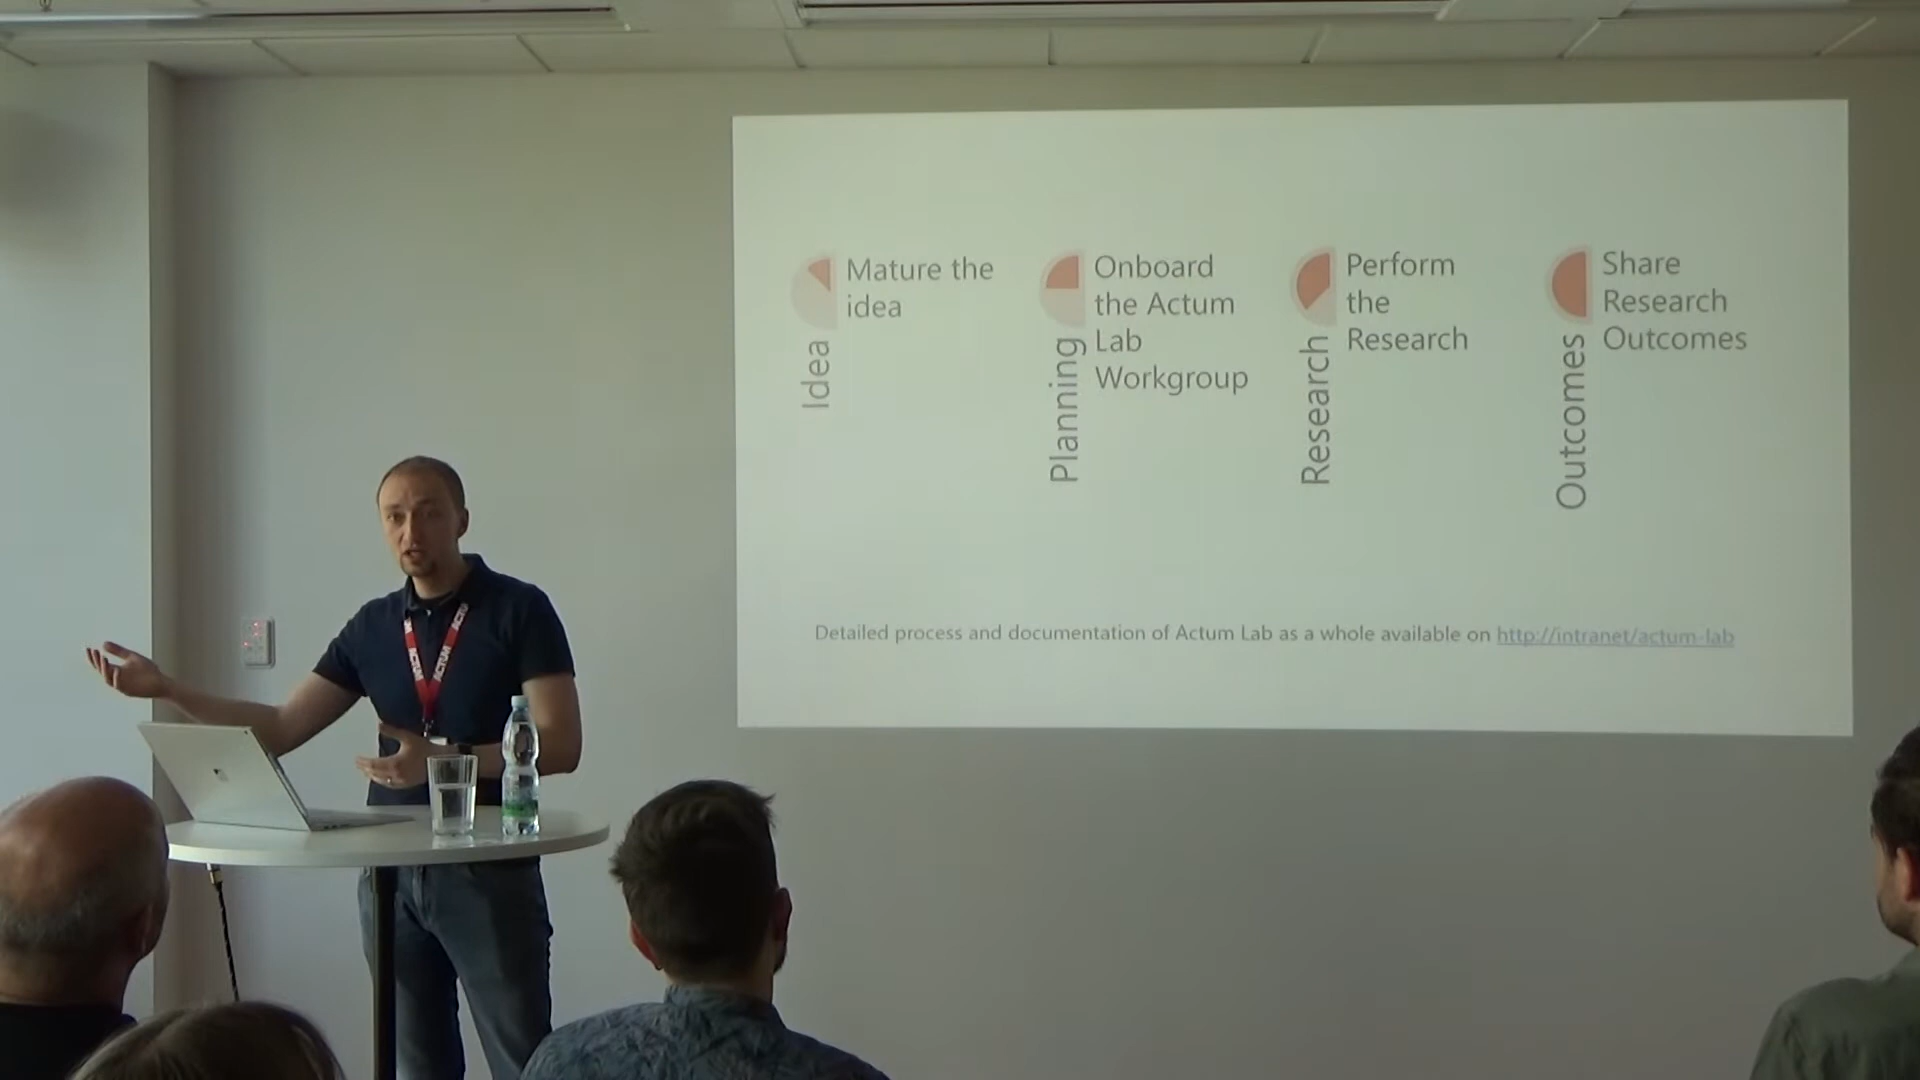 Idea
Mature the
idea
Planning
Onboard
the Actum
Lab
Workgroup
Research
Perform
the
Research
Outcomes
Share
Research
Outcomes
Detailed process and documentation of Actum Lab as a whole available on http://intranet/actum-lab
ACTUM
ACTUM